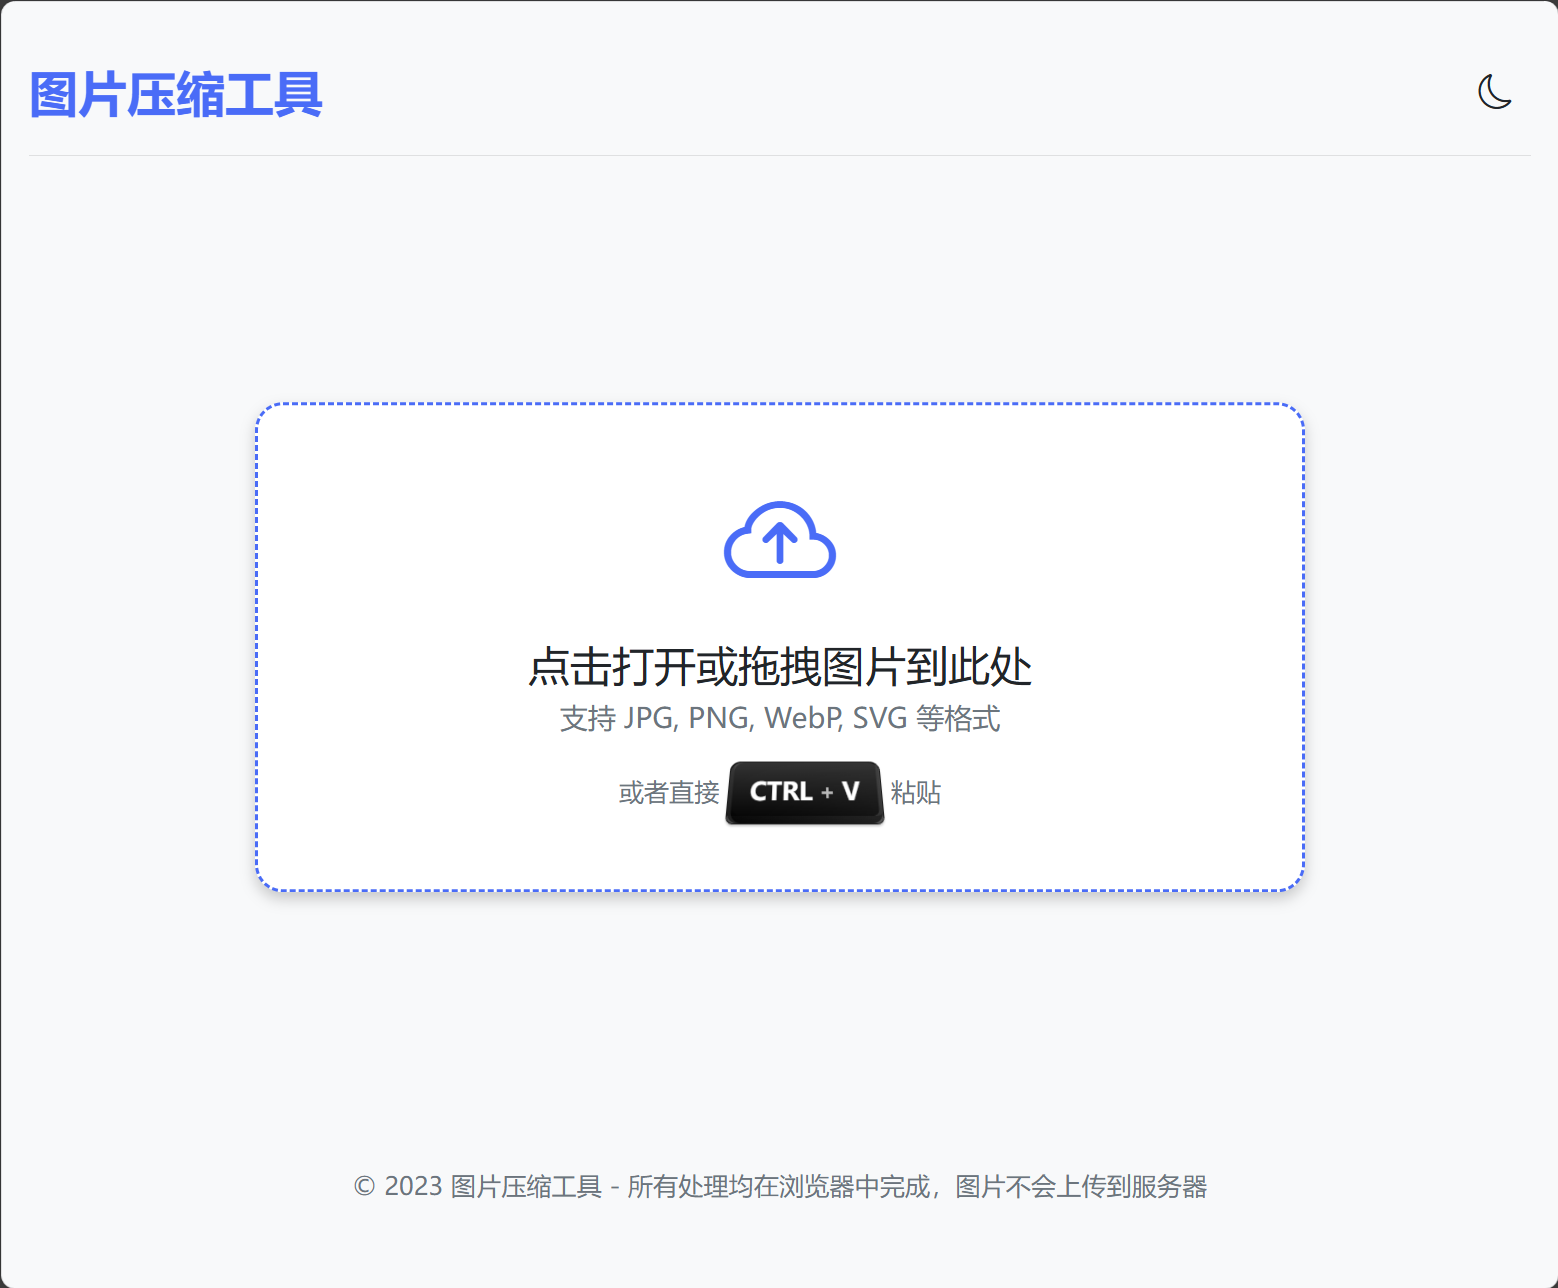 图片压缩工具
点击打开或拖拽图片到此处
支持 JPG, PNG, WebP, SVG 等格式
或者直接 CTRL + V 粘贴
© 2023 图片压缩工具 - 所有处理均在浏览器中完成，图片不会上传到服务器